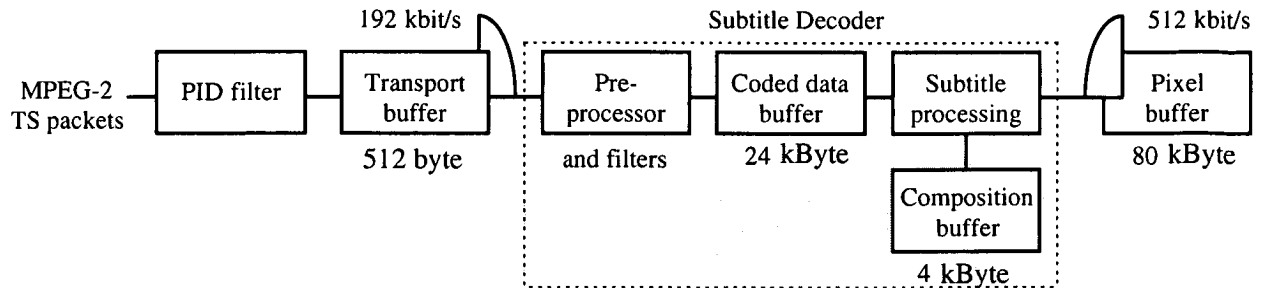 192 kbit/s
Subtitle Decoder
512 kbit/s
MPEG-2
TS packets
PID filter
Transport
buffer
512 byte
Pre-
processor
and filters
Coded data
buffer
24 kByte
Subtitle
processing
Composition
buffer
4 kByte
Pixel
buffer
80 kByte